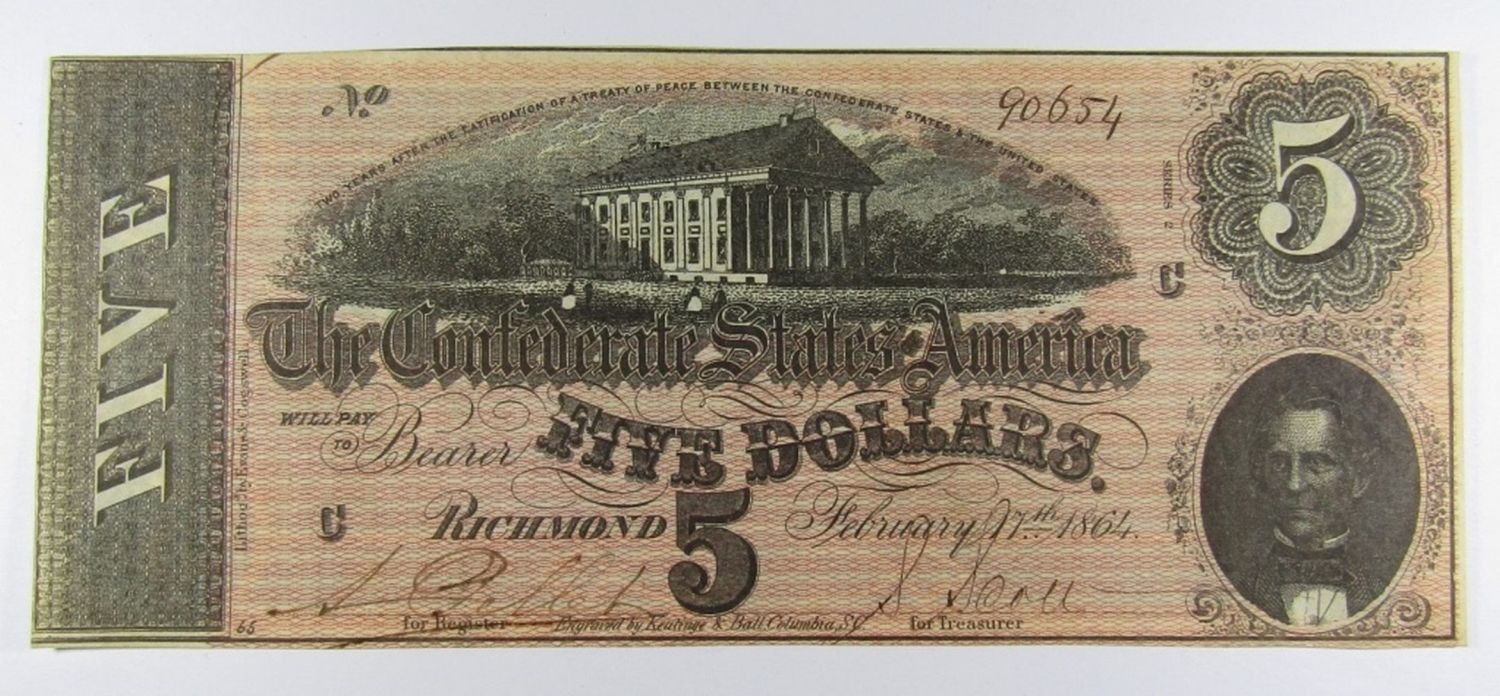 FIVE
No
90654
TWO YEARS AFTER THE RATIFICATION OF A TREATY OF PEACE BETWEEN THE CONFEDERATE STATES & THE UNITED STATES
SERIES 2
5
C
The Confederate States of America
WILL PAY
TO Bearer
FIVE DOLLARS.
C
RICHMOND
5
February 17th 1864.
for Register
Engraved by Keatinge & Ball. Columbia, S.C.
for Treasurer
55